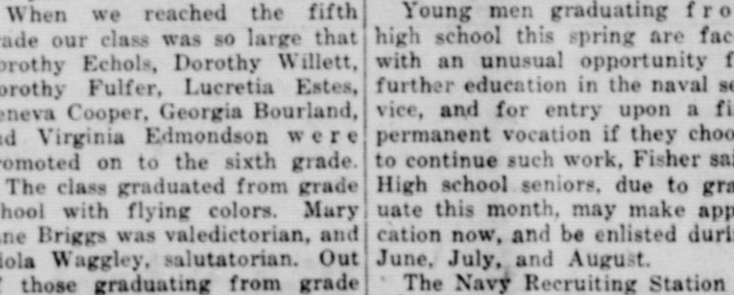 When we reached the fifth
ade our class was so large that
orothy Echols, Dorothy Willett,
orothy Fulfer, Lucretia Estes,
eneva Cooper, Georgia Bourland,
d Virginia Edmondson were
omoted on to the sixth grade.
The class graduated from grade
hool with flying colors. Mary
ne Briggs was valedictorian, and
iola Waggley, salutatorian. Out
those graduating from grade
Young men graduating fro
high school this spring are fac
with an unusual opportunity f
further education in the naval se
vice, and for entry upon a fi
permanent vocation if they choo
to continue such work, Fisher sai
High school seniors, due to gra
uate this month, may make app
cation now, and be enlisted duri
June, July, and August.
The Navy Recruiting Station